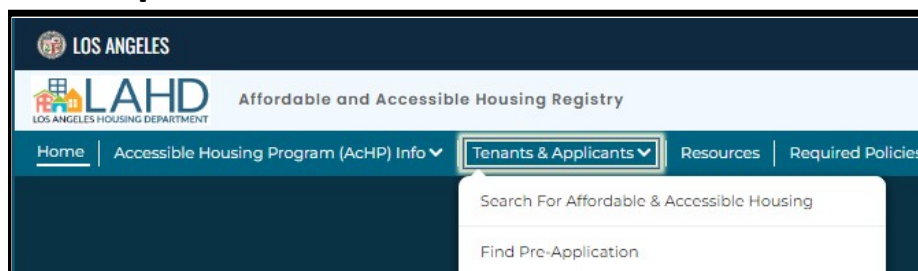 LOS ANGELES
LAHD
LOS ANGELES HOUSING DEPARTMENT
Affordable and Accessible Housing Registry
Home Accessible Housing Program (AcHP) Info Tenants & Applicants Resources Required Policies
Search For Affordable & Accessible Housing
Find Pre-Application